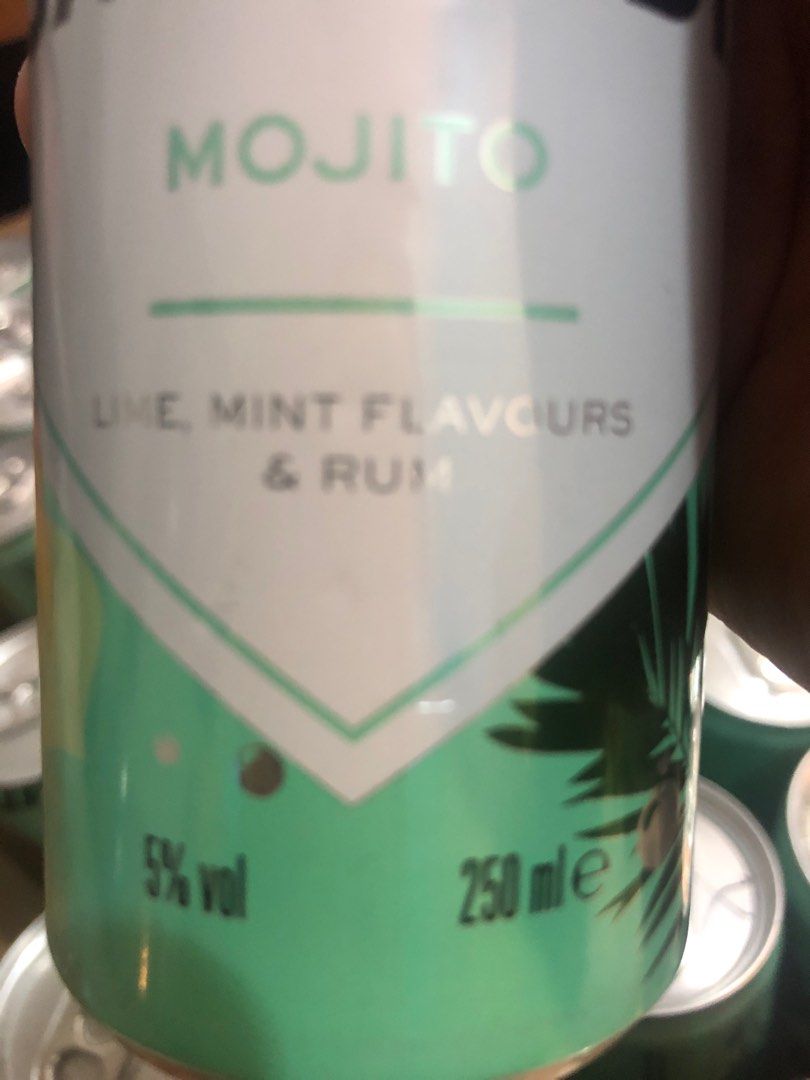 MOJITO
LIME, MINT FLAVOURS
& RUM
5% vol
250 ml e